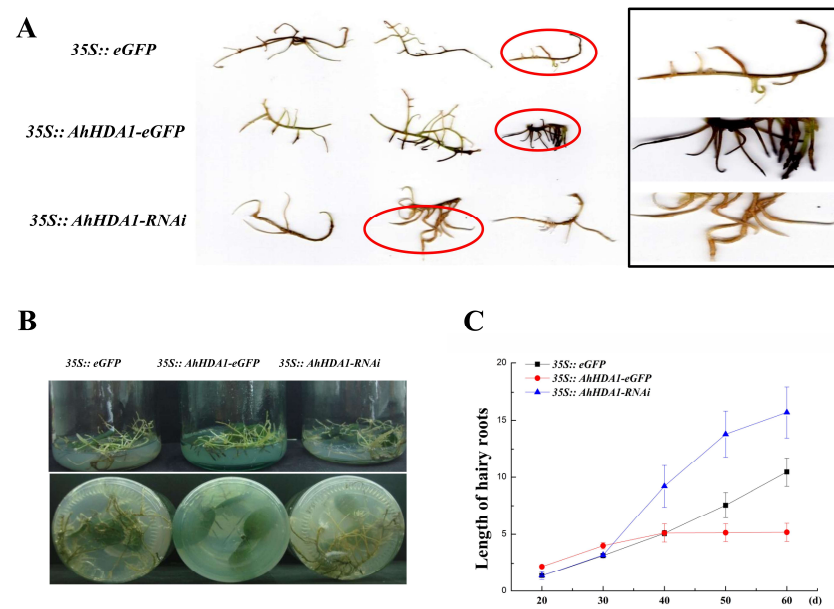 A
35S:: eGFP
35S:: AhHDA1-eGFP
35S:: AhHDA1-RNAi
B
35S:: eGFP 35S:: AhHDA1-eGFP 35S:: AhHDA1-RNAi
C
35S:: eGFP
35S:: AhHDA1-eGFP
35S:: AhHDA1-RNAi
Length of hairy roots
20
15
10
5
0
20 30 40 50 60 (d)